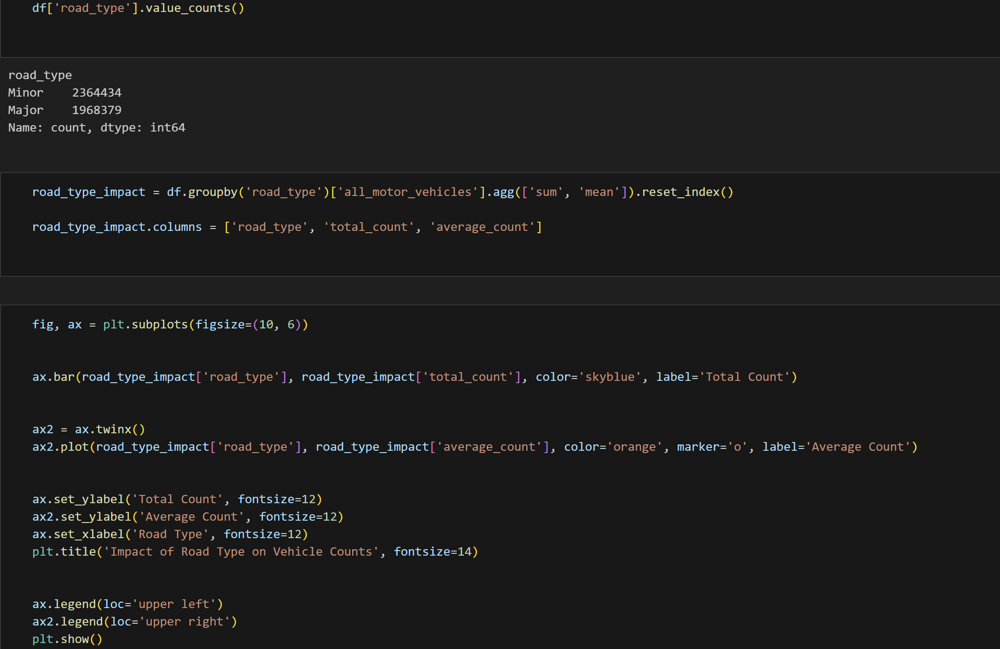 df['road_type'].value_counts()
road_type
Minor    2364434
Major    1968379
Name: count, dtype: int64
road_type_impact = df.groupby('road_type')['all_motor_vehicles'].agg(['sum', 'mean']).reset_index()
road_type_impact.columns = ['road_type', 'total_count', 'average_count']
fig, ax = plt.subplots(figsize=(10, 6))
ax.bar(road_type_impact['road_type'], road_type_impact['total_count'], color='skyblue', label='Total Count')
ax2 = ax.twinx()
ax2.plot(road_type_impact['road_type'], road_type_impact['average_count'], color='orange', marker='o', label='Average Count')
ax.set_ylabel('Total Count', fontsize=12)
ax2.set_ylabel('Average Count', fontsize=12)
ax.set_xlabel('Road Type', fontsize=12)
plt.title('Impact of Road Type on Vehicle Counts', fontsize=14)
ax.legend(loc='upper left')
ax2.legend(loc='upper right')
plt.show()